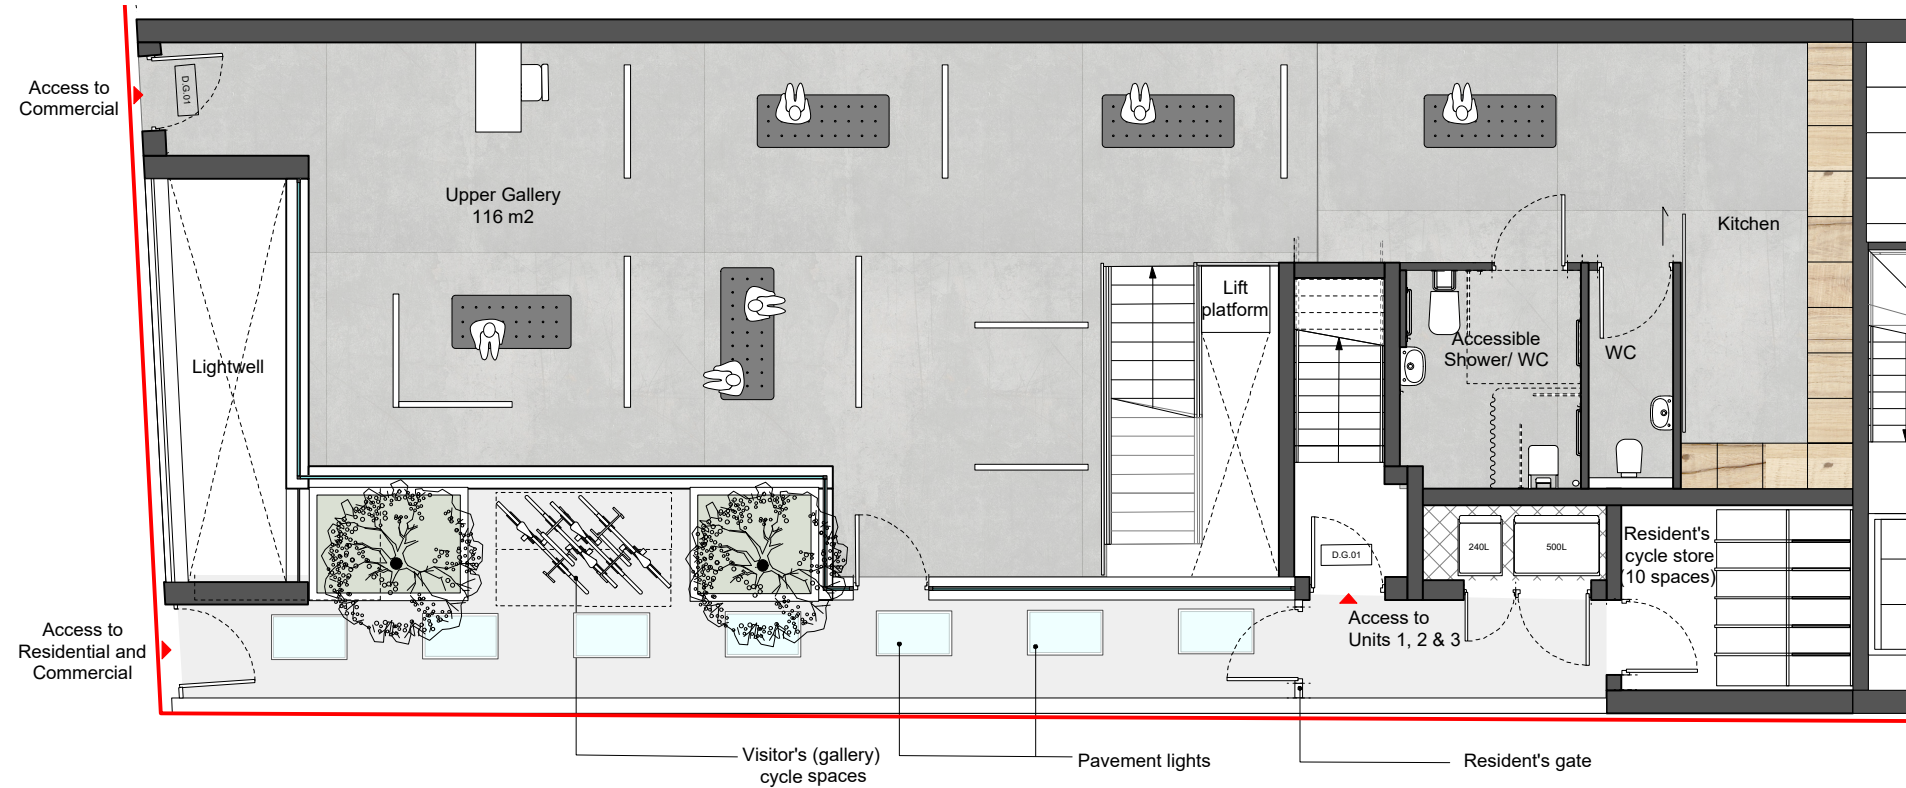 Access to
Commercial
D.G.01
Upper Gallery
116 m2
Kitchen
Lift
platform
Accessible
Shower/ WC
WC
Lightwell
D.G.01
240L
500L
Resident's
cycle store
(10 spaces)
Access to
Units 1, 2 & 3
Access to
Residential and
Commercial
Visitor's (gallery)
cycle spaces
Pavement lights
Resident's gate